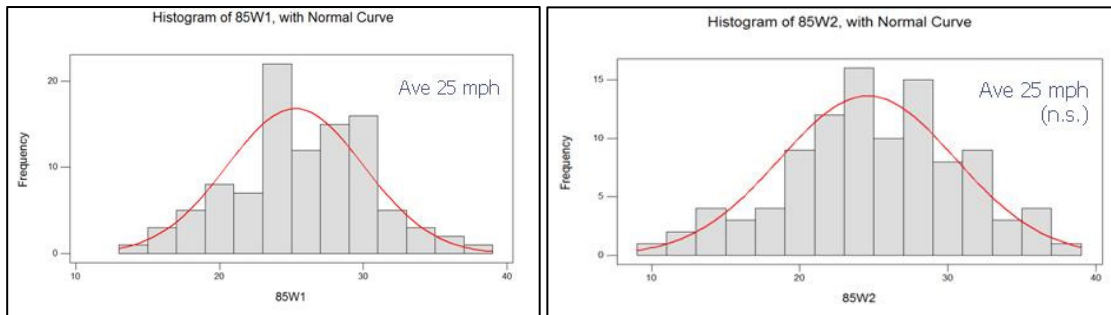 Histogram of 85W1, with Normal Curve
Ave 25 mph
20
10
0
Frequency
10 20 30 40
85W1
Histogram of 85W2, with Normal Curve
Ave 25 mph
(n.s.)
15
10
5
0
Frequency
10 20 30 40
85W2